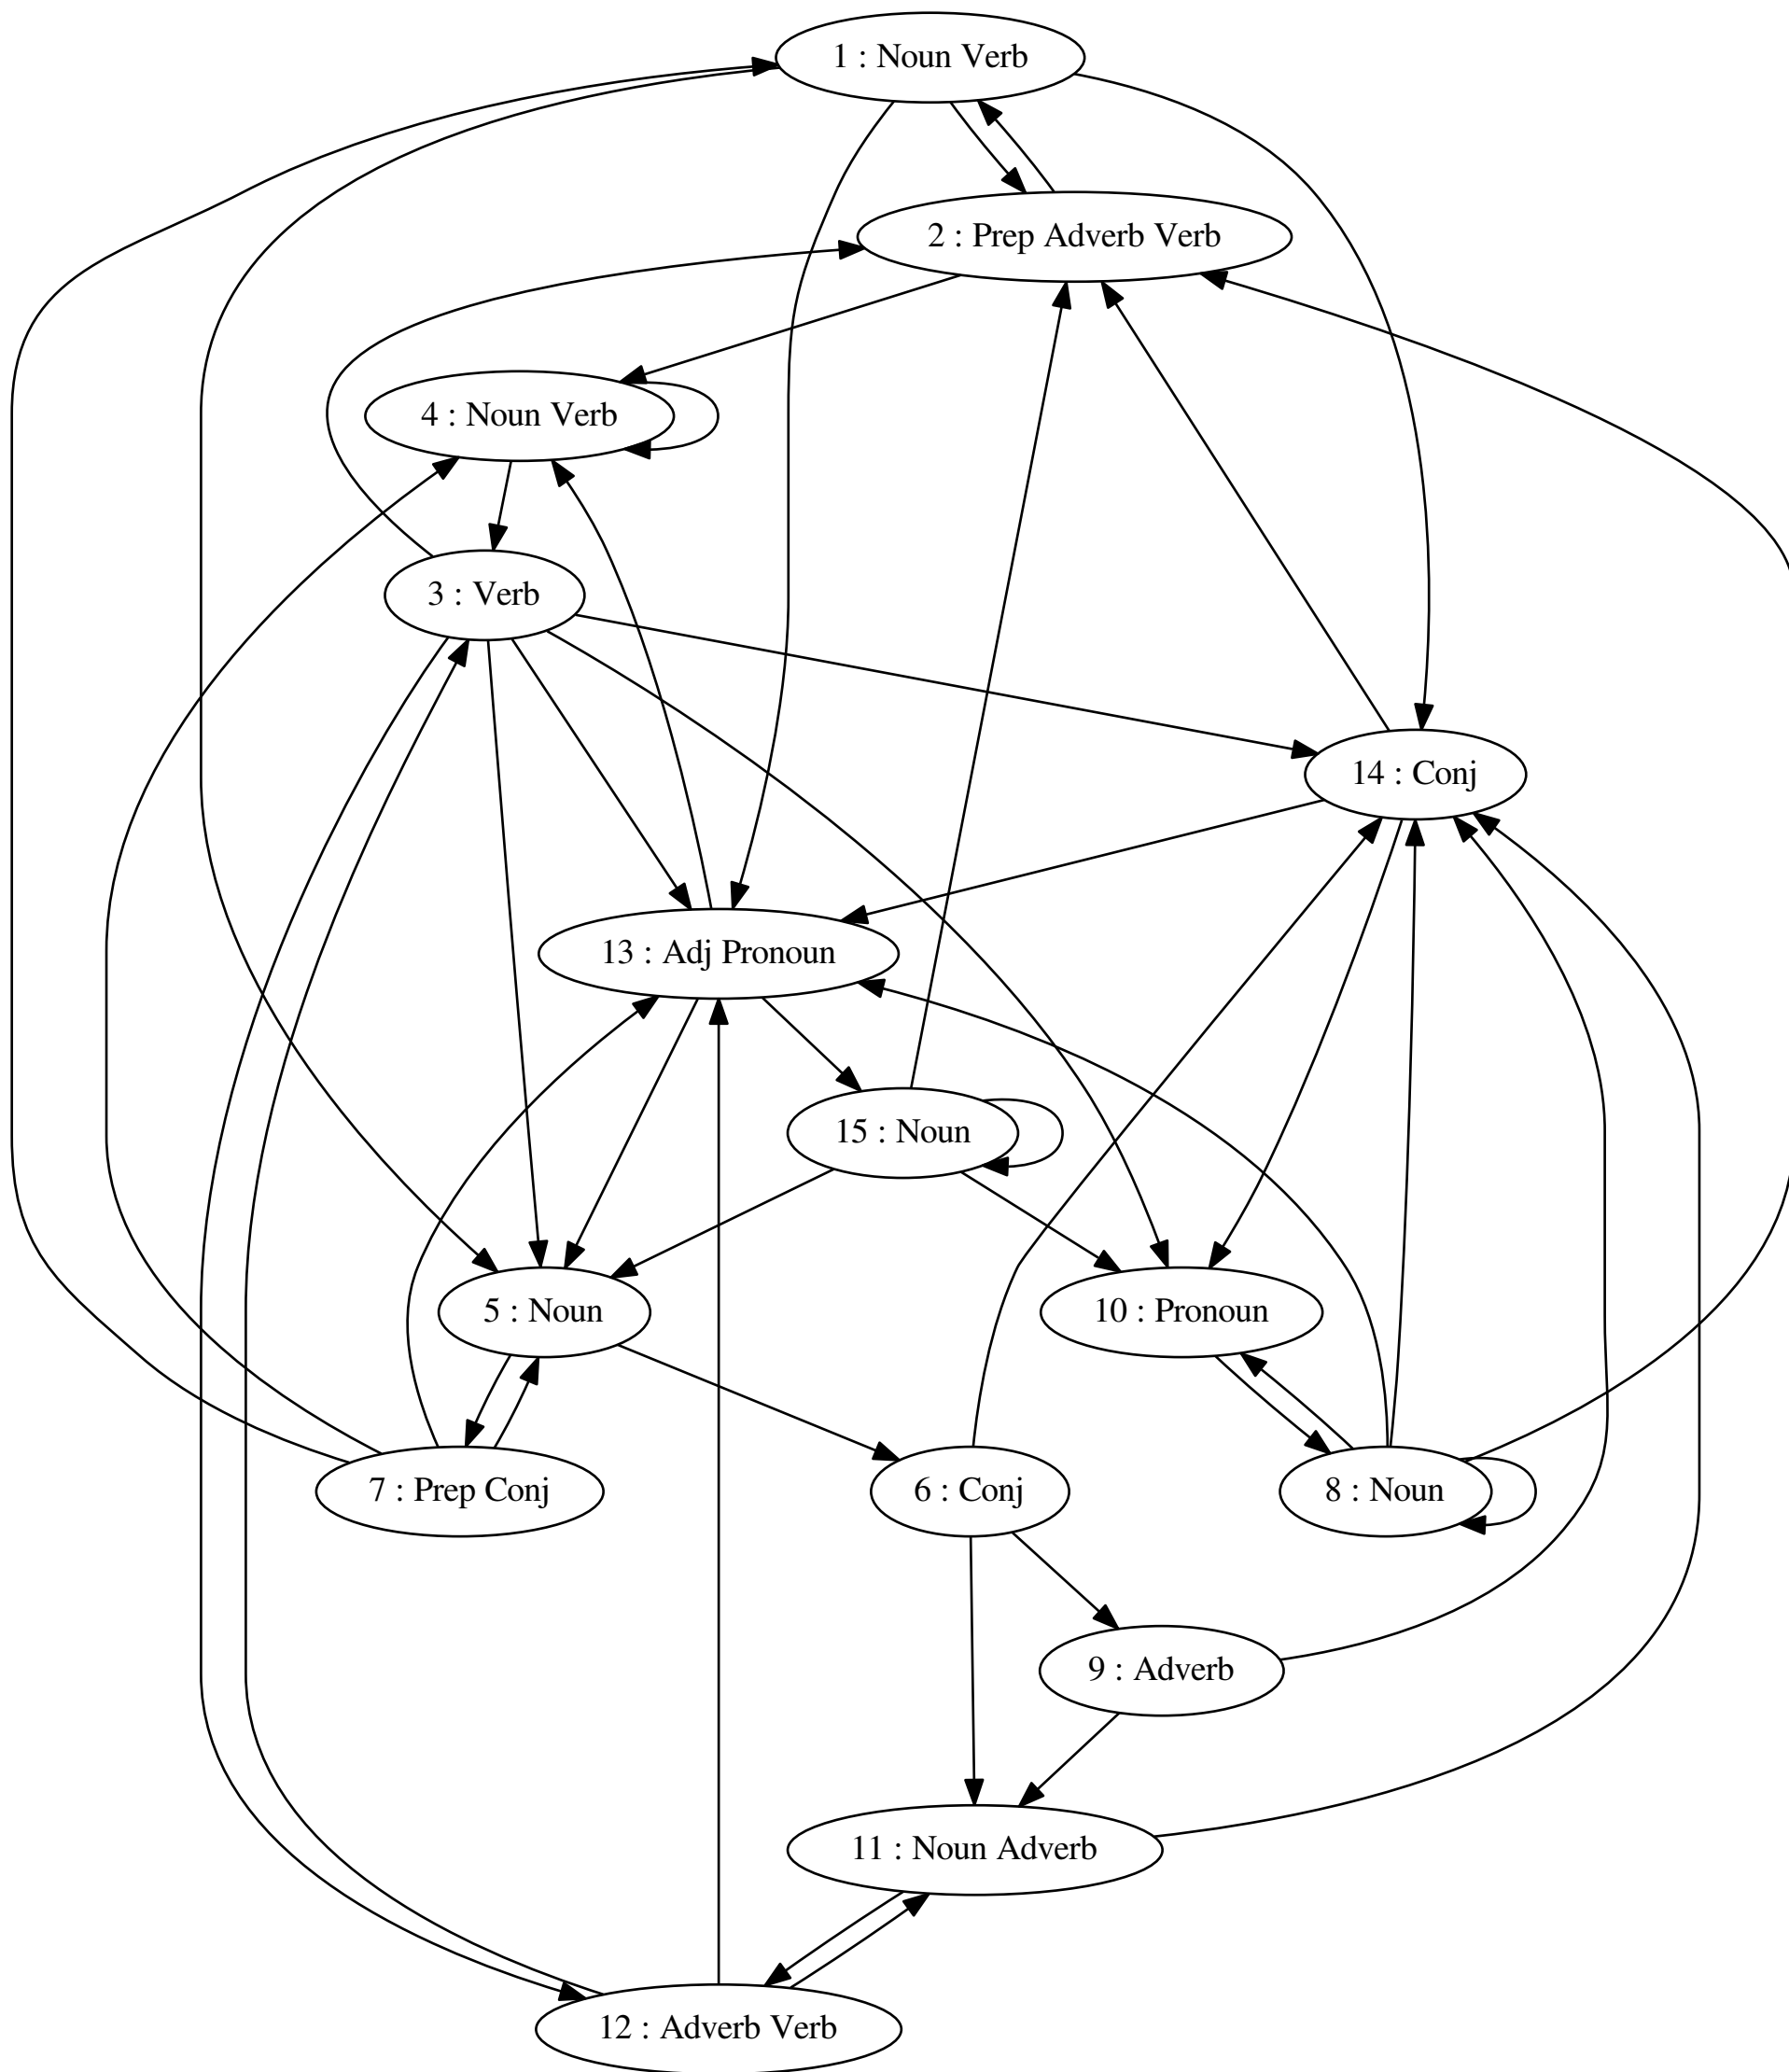 1 : Noun Verb
2 : Prep Adverb Verb
4 : Noun Verb
3 : Verb
14 : Conj
13 : Adj Pronoun
15 : Noun
5 : Noun
10 : Pronoun
7 : Prep Conj
6 : Conj
8 : Noun
9 : Adverb
11 : Noun Adverb
12 : Adverb Verb